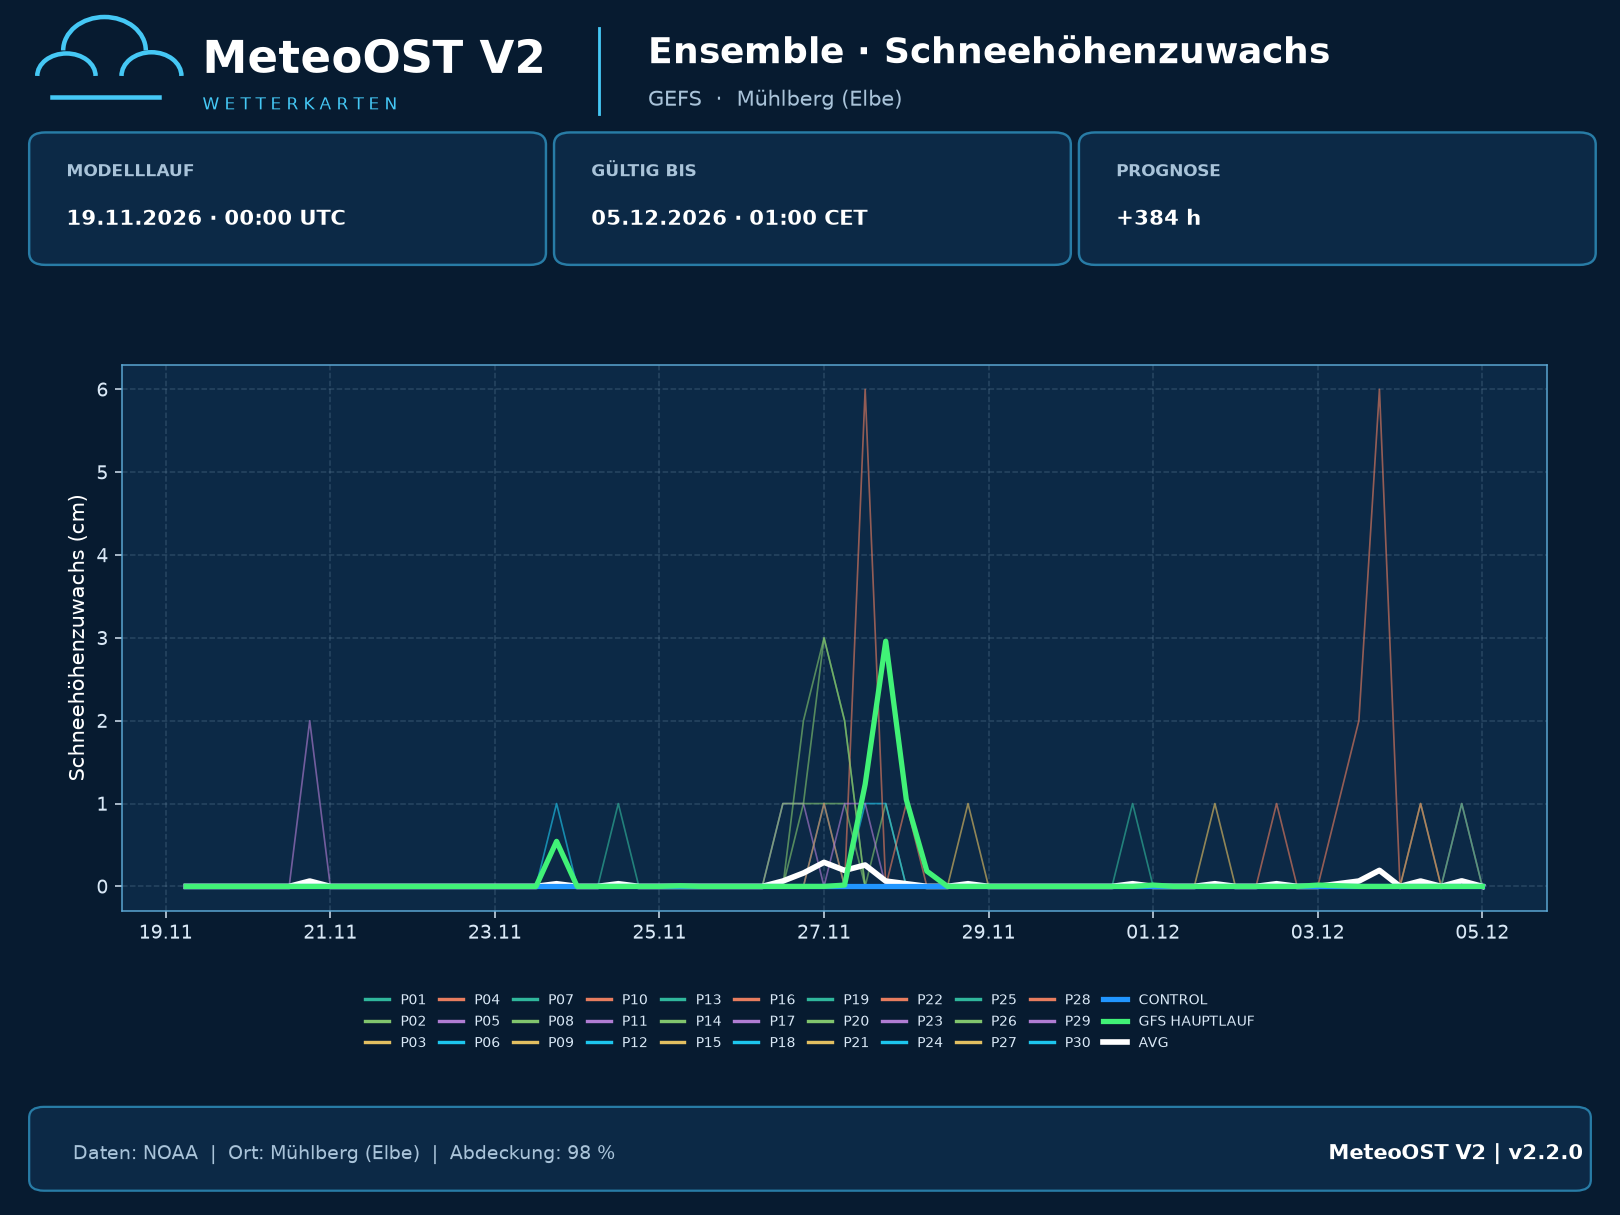 MeteoOST V2
WETTERKARTEN
Ensemble · Schneehöhenzuwachs
GEFS · Mühlberg (Elbe)
MODELLLAUF
19.11.2026 · 00:00 UTC
GÜLTIG BIS
05.12.2026 · 01:00 CET
PROGNOSE
+384 h
Schneehöhenzuwachs (cm)
6
5
4
3
2
1
0
19.11 21.11 23.11 25.11 27.11 29.11 01.12 03.12 05.12
P01 P04 P07 P10 P13 P16 P19 P22 P25 P28 CONTROL
P02 P05 P08 P11 P14 P17 P20 P23 P26 P29 GFS HAUPTLAUF
P03 P06 P09 P12 P15 P18 P21 P24 P27 P30 AVG
Daten: NOAA | Ort: Mühlberg (Elbe) | Abdeckung: 98 %
MeteoOST V2 | v2.2.0